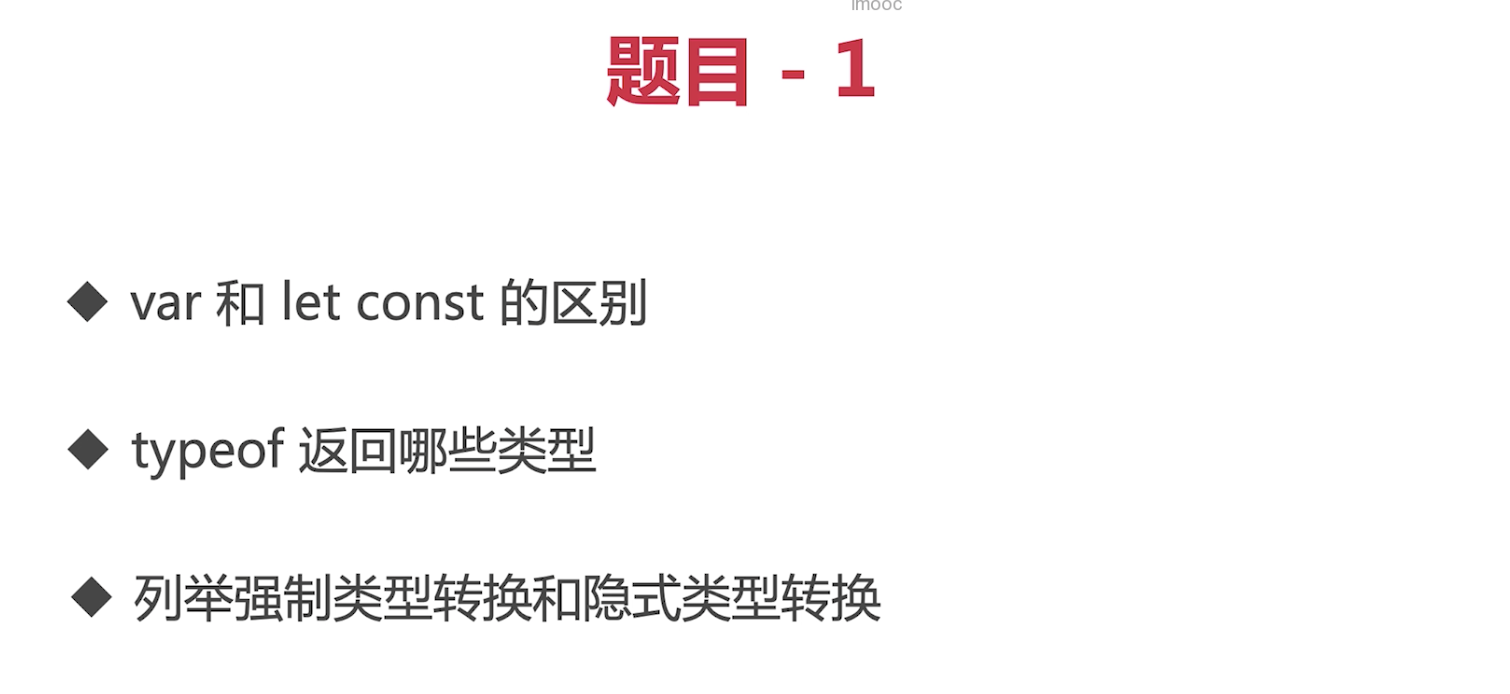 imooc
题目 - 1
var 和 let const 的区别
typeof 返回哪些类型
列举强制类型转换和隐式类型转换